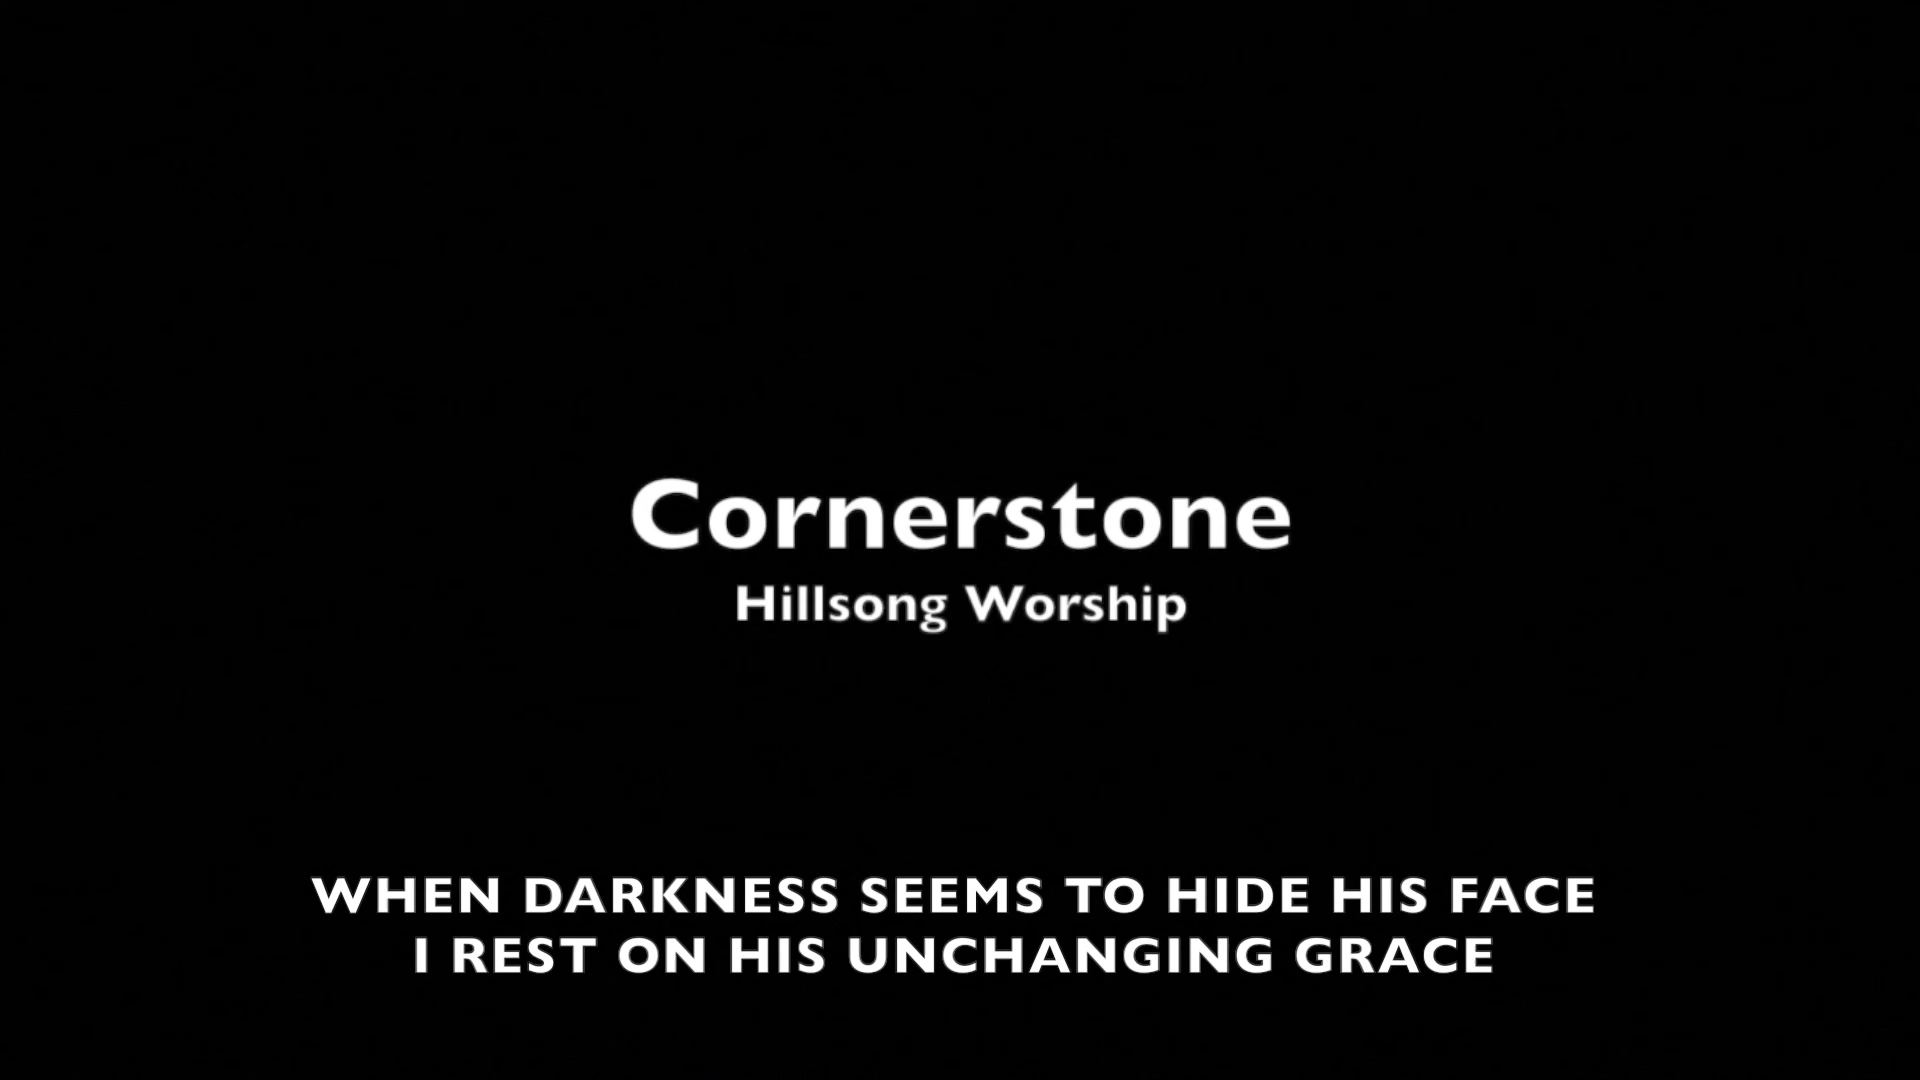 Cornerstone
Hillsong Worship
WHEN DARKNESS SEEMS TO HIDE HIS FACE
I REST ON HIS UNCHANGING GRACE